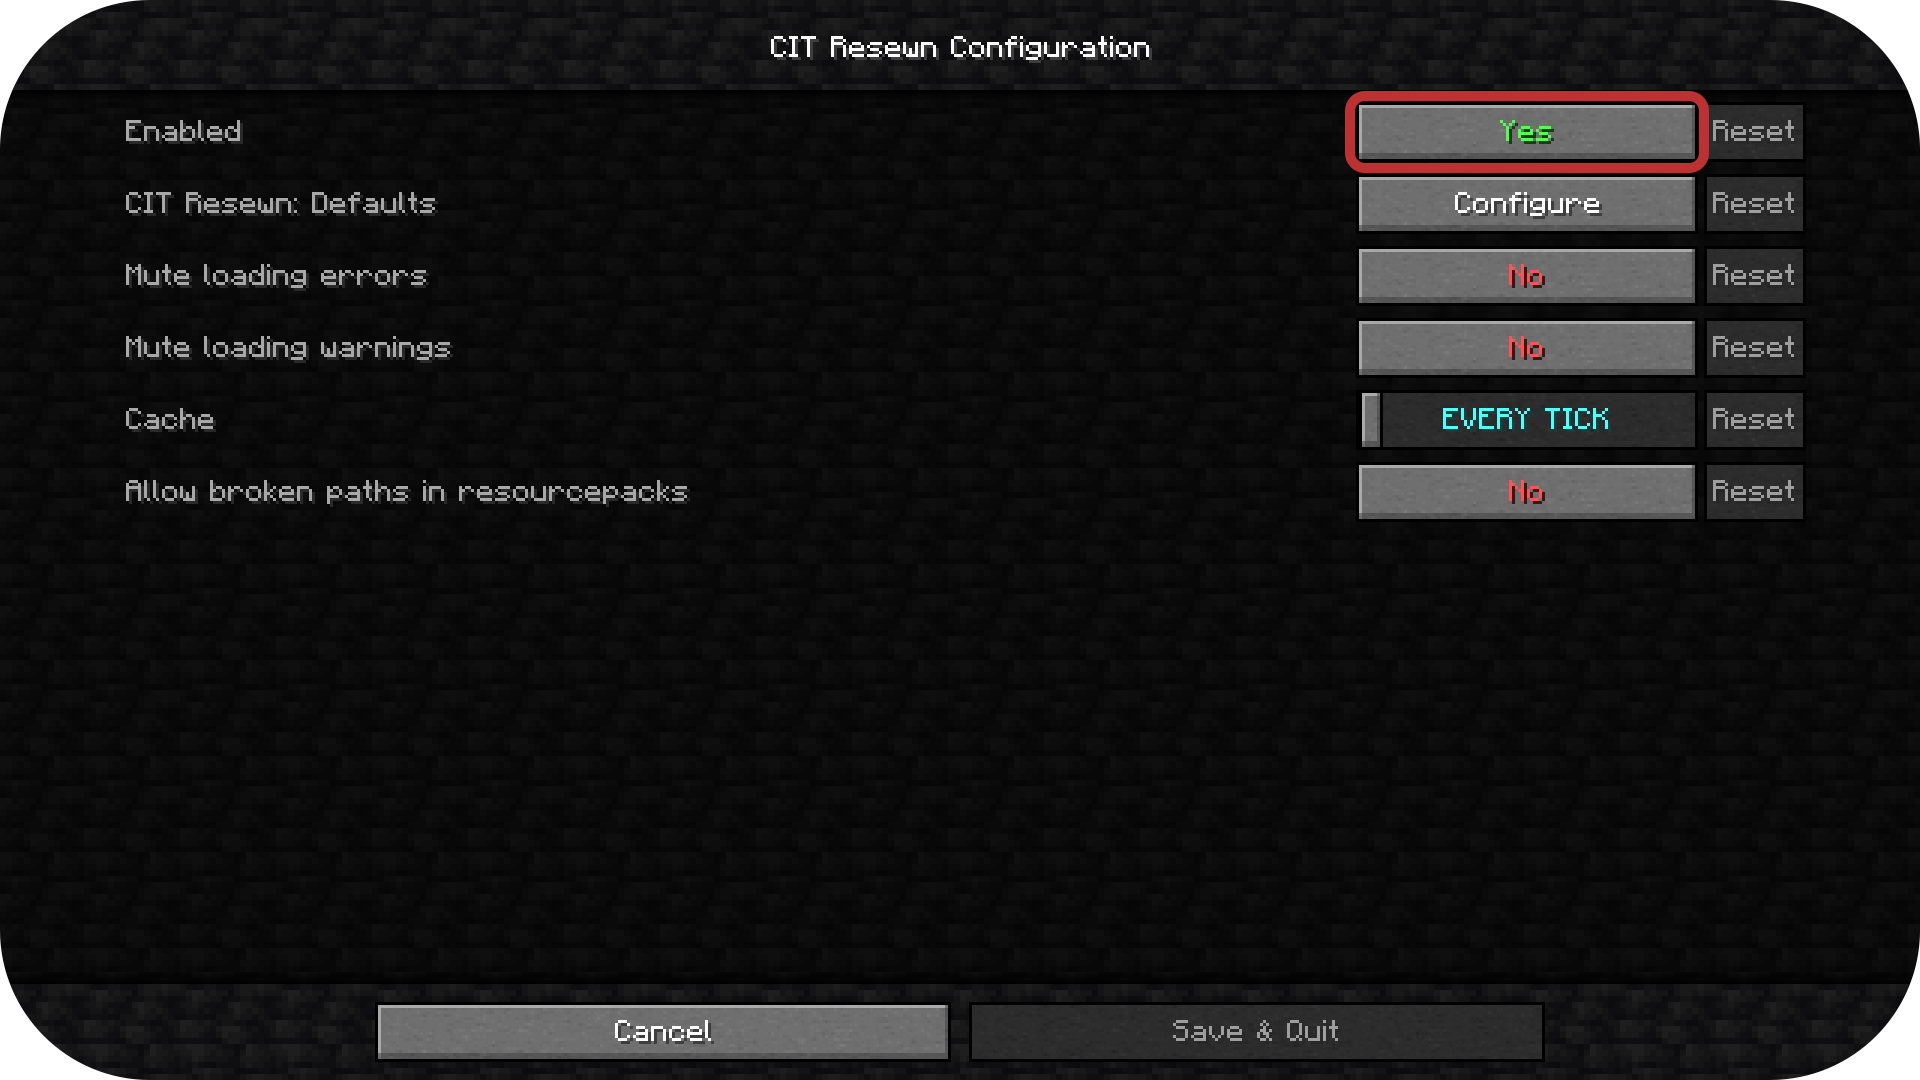 CIT Resewn Configuration
Enabled Yes Reset
CIT Resewn: Defaults Configure Reset
Mute loading errors No Reset
Mute loading warnings No Reset
Cache EVERY TICK Reset
Allow broken paths in resourcepacks No Reset
Cancel Save & Quit